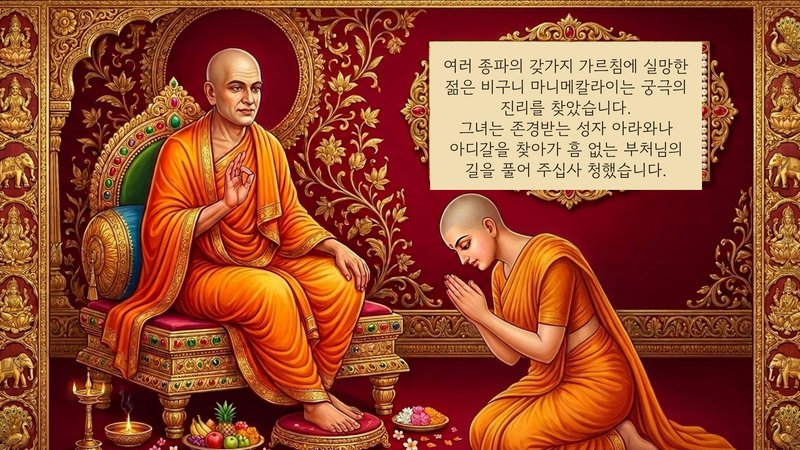 여러 종파의 갖가지 가르침에 실망한
젊은 비구니 마니메칼라이는 궁극의
진리를 찾았습니다.
그녀는 존경받는 성자 아라와나
아디갈을 찾아가 흠 없는 부처님의
길을 풀어 주십사 청했습니다.